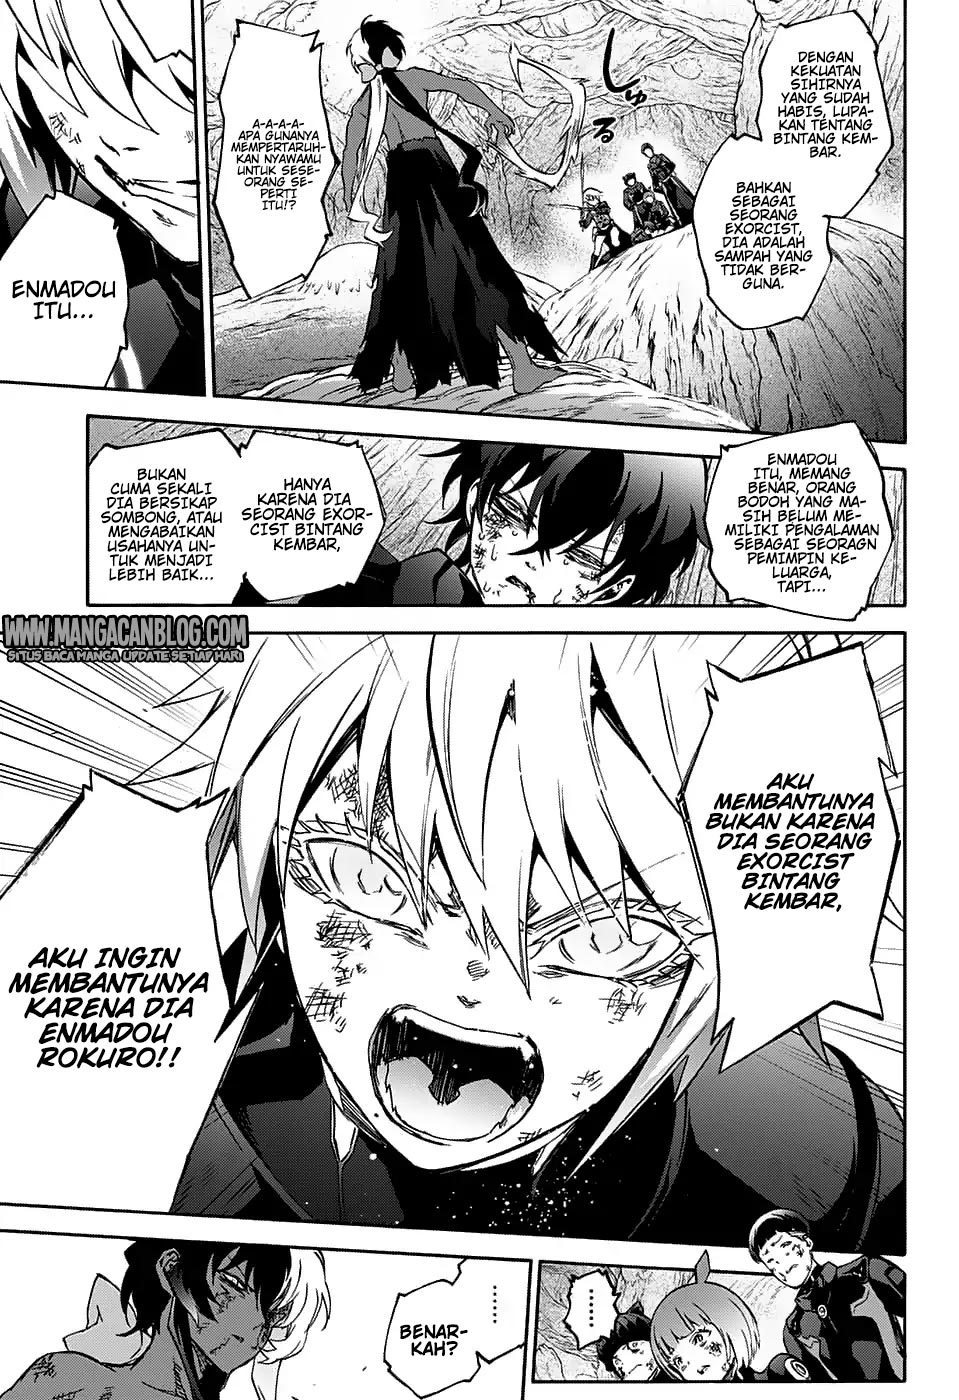 DENGAN
KEKUATAN
SIHIRNYA
YANG SUDAH
HABIS, LUPA-
KAN TENTANG
BINTANG KEM-
BAR.
BAHKAN
SEBAGAI
SEORANG
EXORCIST,
DIA ADALAH
SAMPAH YANG
TIDAK BER-
GUNA.
る
ぃ
A-A-A-A-
APA GUNANYA
MEMPERTARUH-
KAN NYAWAMU
UNTUK SESE-
ORANG SE-
PERTI
ITU!?
ENMADOU
ITU...
ENMADOU
ITU, MEMANG
BENAR, ORANG
BODOH YANG MA-
SIH BELUM ME-
MILIKI PENGALAMAN
SEBAGAI SEORAGN
PEMIMPIN KE-
LUARGA,
TAPI...
HANYA
KARENA DIA
SEORANG EXOR-
CIST BINTANG
KEMBAR,
BUKAN
CUMA SEKALI
DIA BERSIKAP
SOMBONG, ATAU
MENGABAIKAN
USAHANYA UN-
TUK MENJADI
LEBIH BAIK...
WWW.MANGACANBLOG.COM
SITUS BACA MANGA UPDATE SETIAP HARI
AKU
MEMBANTUNYA
BUKAN KARENA
DIA SEORANG
EXORCIST
BINTANG
KEMBAR,
AKU INGIN
MEMBANTUNYA
KARENA DIA
ENMADOU
ROKURO!!
......
......
BENAR-
KAH?